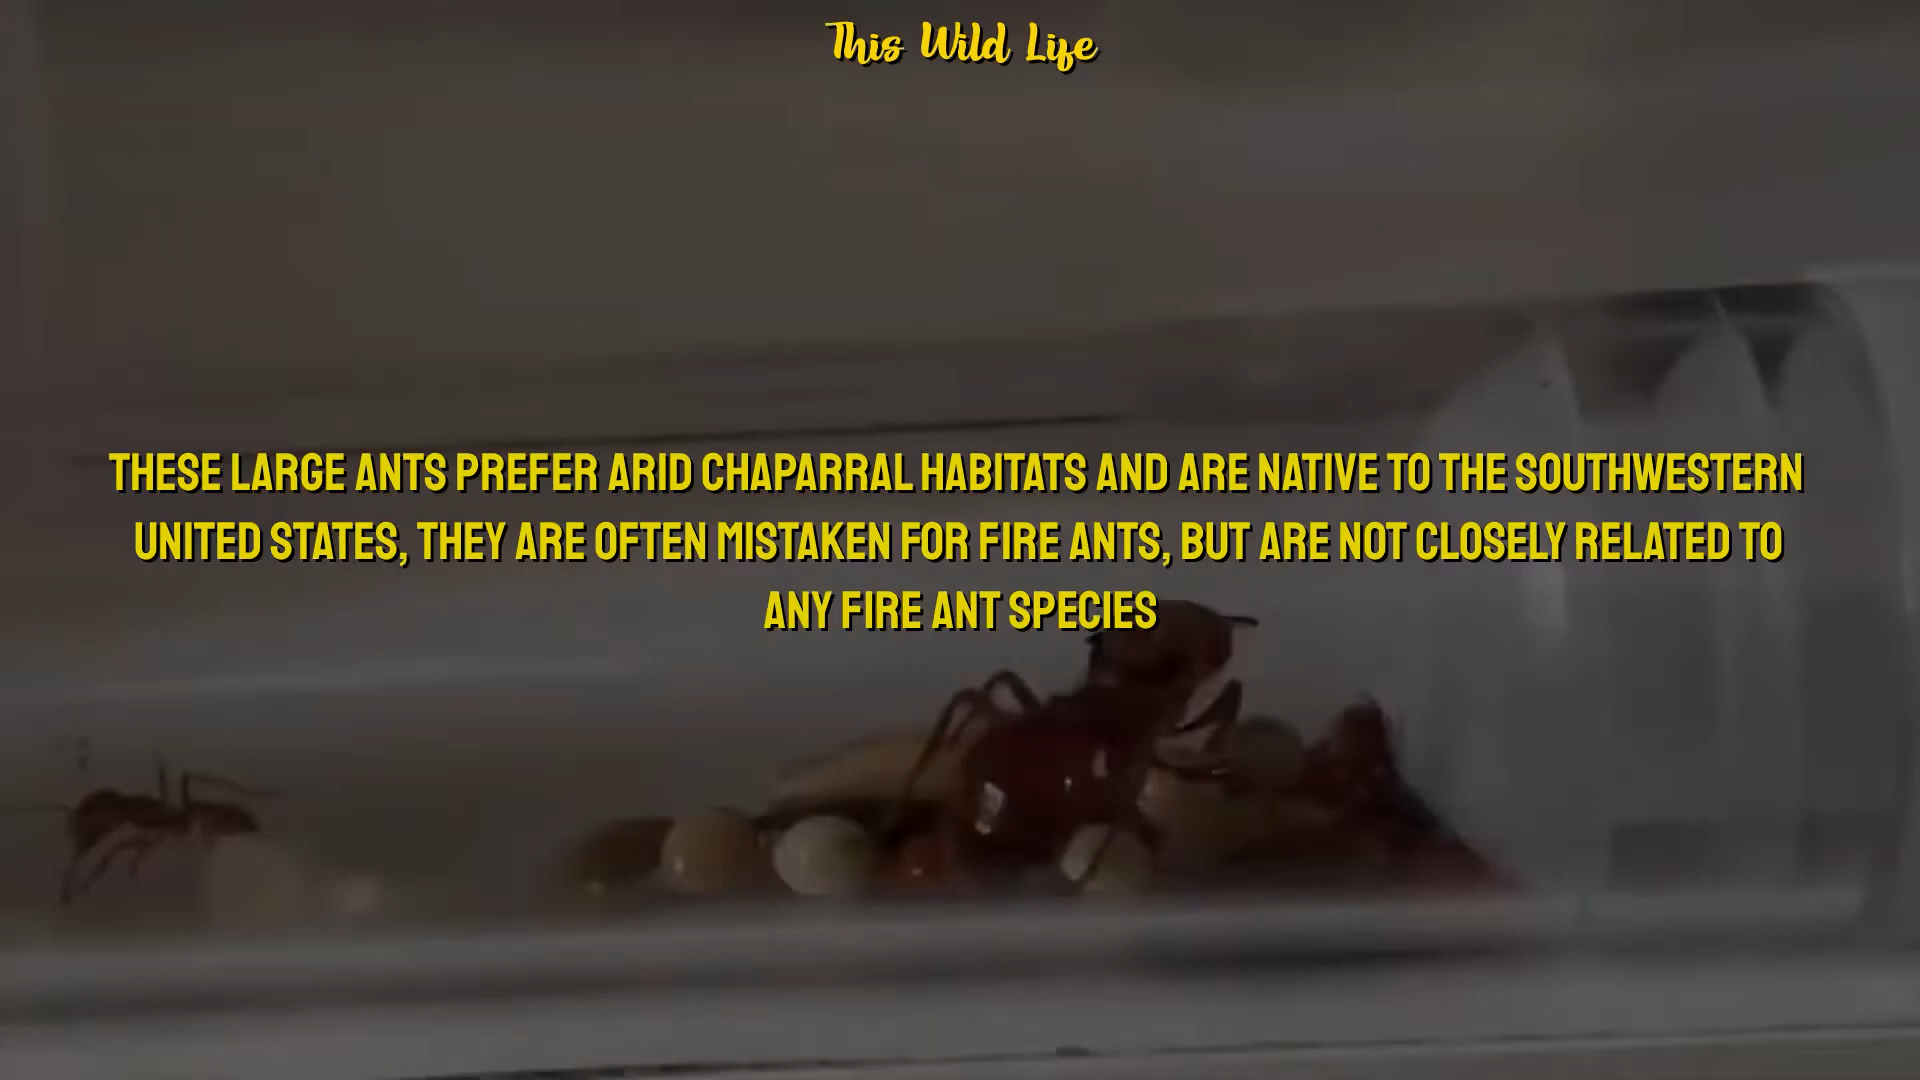 This Wild Life
THESE LARGE ANTS PREFER ARID CHAPARRAL HABITATS AND ARE NATIVE TO THE SOUTHWESTERN
UNITED STATES, THEY ARE OFTEN MISTAKEN FOR FIRE ANTS, BUT ARE NOT CLOSELY RELATED TO
ANY FIRE ANT SPECIES